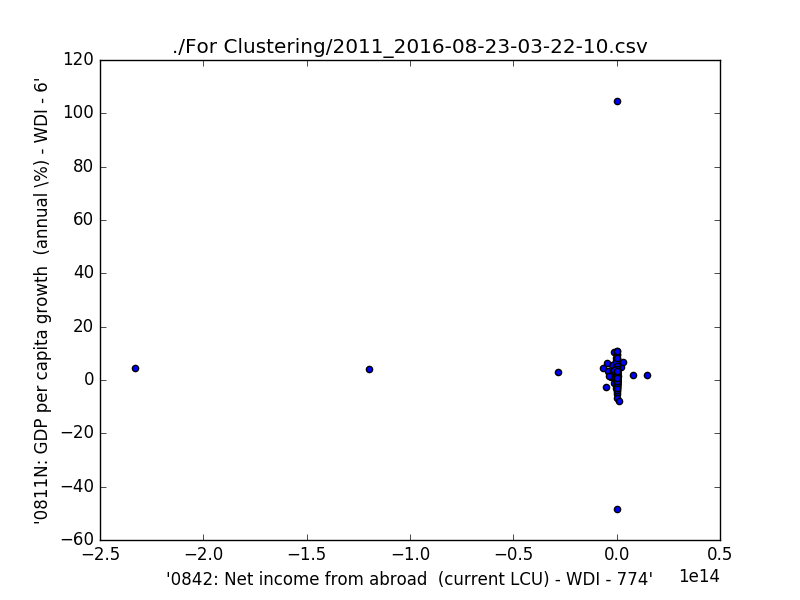 ./For Clustering/2011_2016-08-23-03-22-10.csv
120
100
80
60
40
20
0
−20
−40
−60
'0811N: GDP per capita growth  (annual \%) - WDI - 6'
−2.5 −2.0 −1.5 −1.0 −0.5 0.0 0.5
1e14
'0842: Net income from abroad  (current LCU) - WDI - 774'